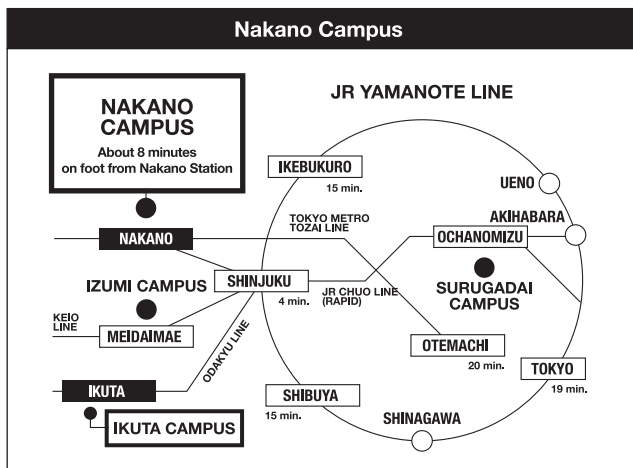 Nakano Campus
NAKANO
CAMPUS
About 8 minutes
on foot from Nakano Station
JR YAMANOTE LINE
IKEBUKURO
15 min.
UENO
AKIHABARA
TOKYO METRO
TOZAI LINE
NAKANO
OCHANOMIZU
IZUMI CAMPUS
SHINJUKU
4 min.
JR CHUO LINE
(RAPID)
SURUGADAI
CAMPUS
KEIO
LINE
MEIDAIMAE
ODAKYU LINE
OTEMACHI
20 min.
TOKYO
19 min.
IKUTA
SHIBUYA
15 min.
SHINAGAWA
IKUTA CAMPUS